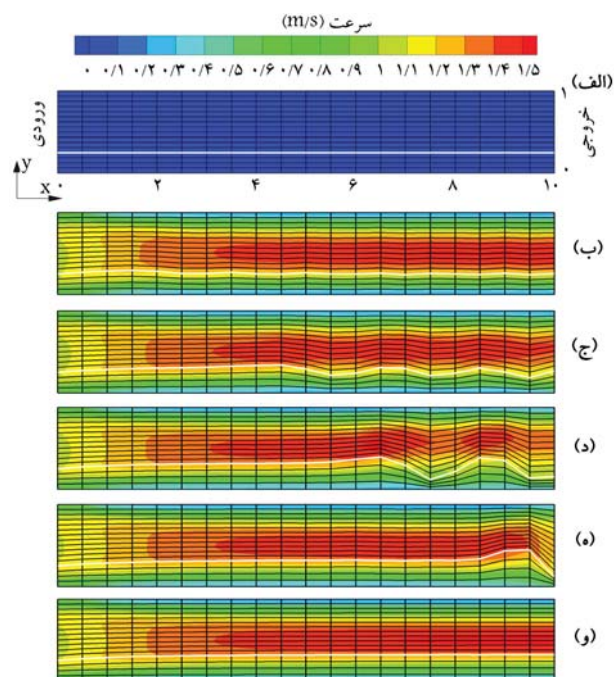 سرعت (m/s)
۰ ۰/۱ ۰/۲ ۰/۳ ۰/۴ ۰/۵ ۰/۶ ۰/۷ ۰/۸ ۰/۹ ۱ ۱/۱ ۱/۲ ۱/۳ ۱/۴ ۱/۵
(الف)
ورودی
۱
خروجی
۰
y
x
۰ ۲ ۴ ۶ ۸ ۱۰
(ب)
(ج)
(د)
(ه)
(و)